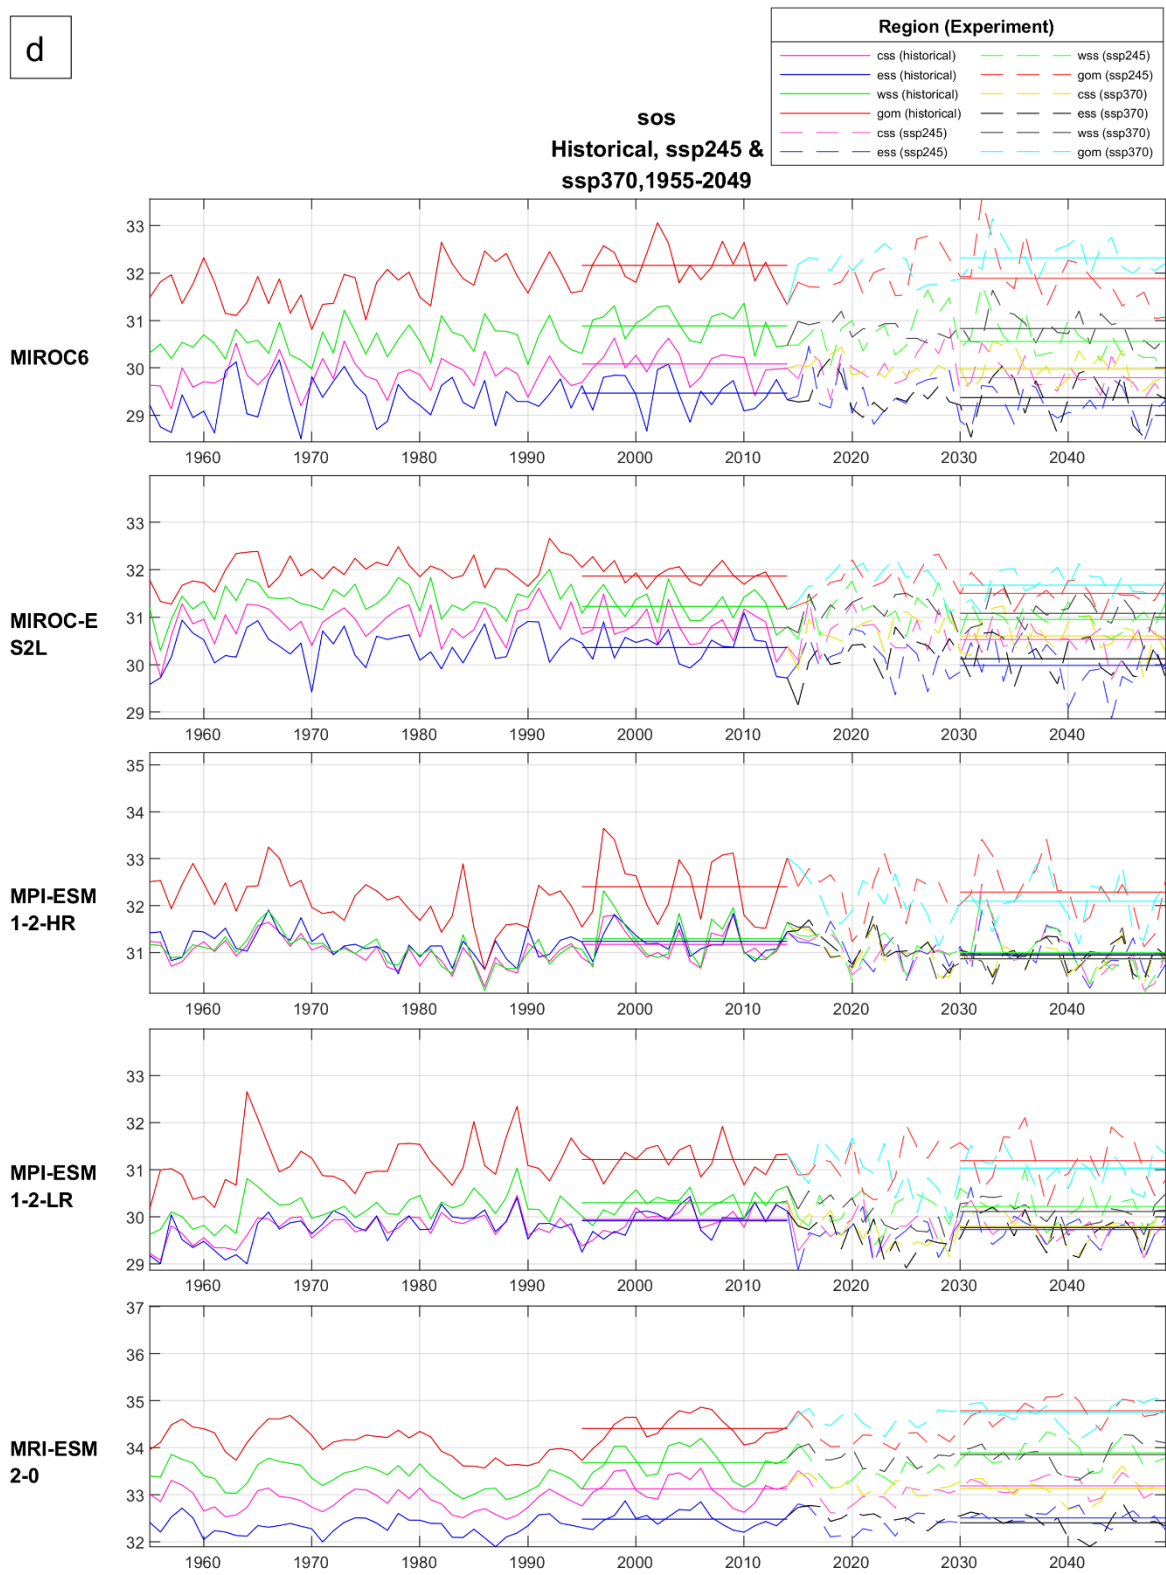 d
Region (Experiment)
css (historical)
ess (historical)
wss (historical)
gom (historical)
css (ssp245)
ess (ssp245)
wss (ssp245)
gom (ssp245)
css (ssp370)
ess (ssp370)
wss (ssp370)
gom (ssp370)
sos
Historical, ssp245 &
ssp370,1955-2049
MIROC6
33
32
31
30
29
1960 1970 1980 1990 2000 2010 2020 2030 2040
MIROC-E
S2L
33
32
31
30
29
1960 1970 1980 1990 2000 2010 2020 2030 2040
MPI-ESM
1-2-HR
35
34
33
32
31
1960 1970 1980 1990 2000 2010 2020 2030 2040
MPI-ESM
1-2-LR
33
32
31
30
29
1960 1970 1980 1990 2000 2010 2020 2030 2040
MRI-ESM
2-0
37
36
35
34
33
32
1960 1970 1980 1990 2000 2010 2020 2030 2040